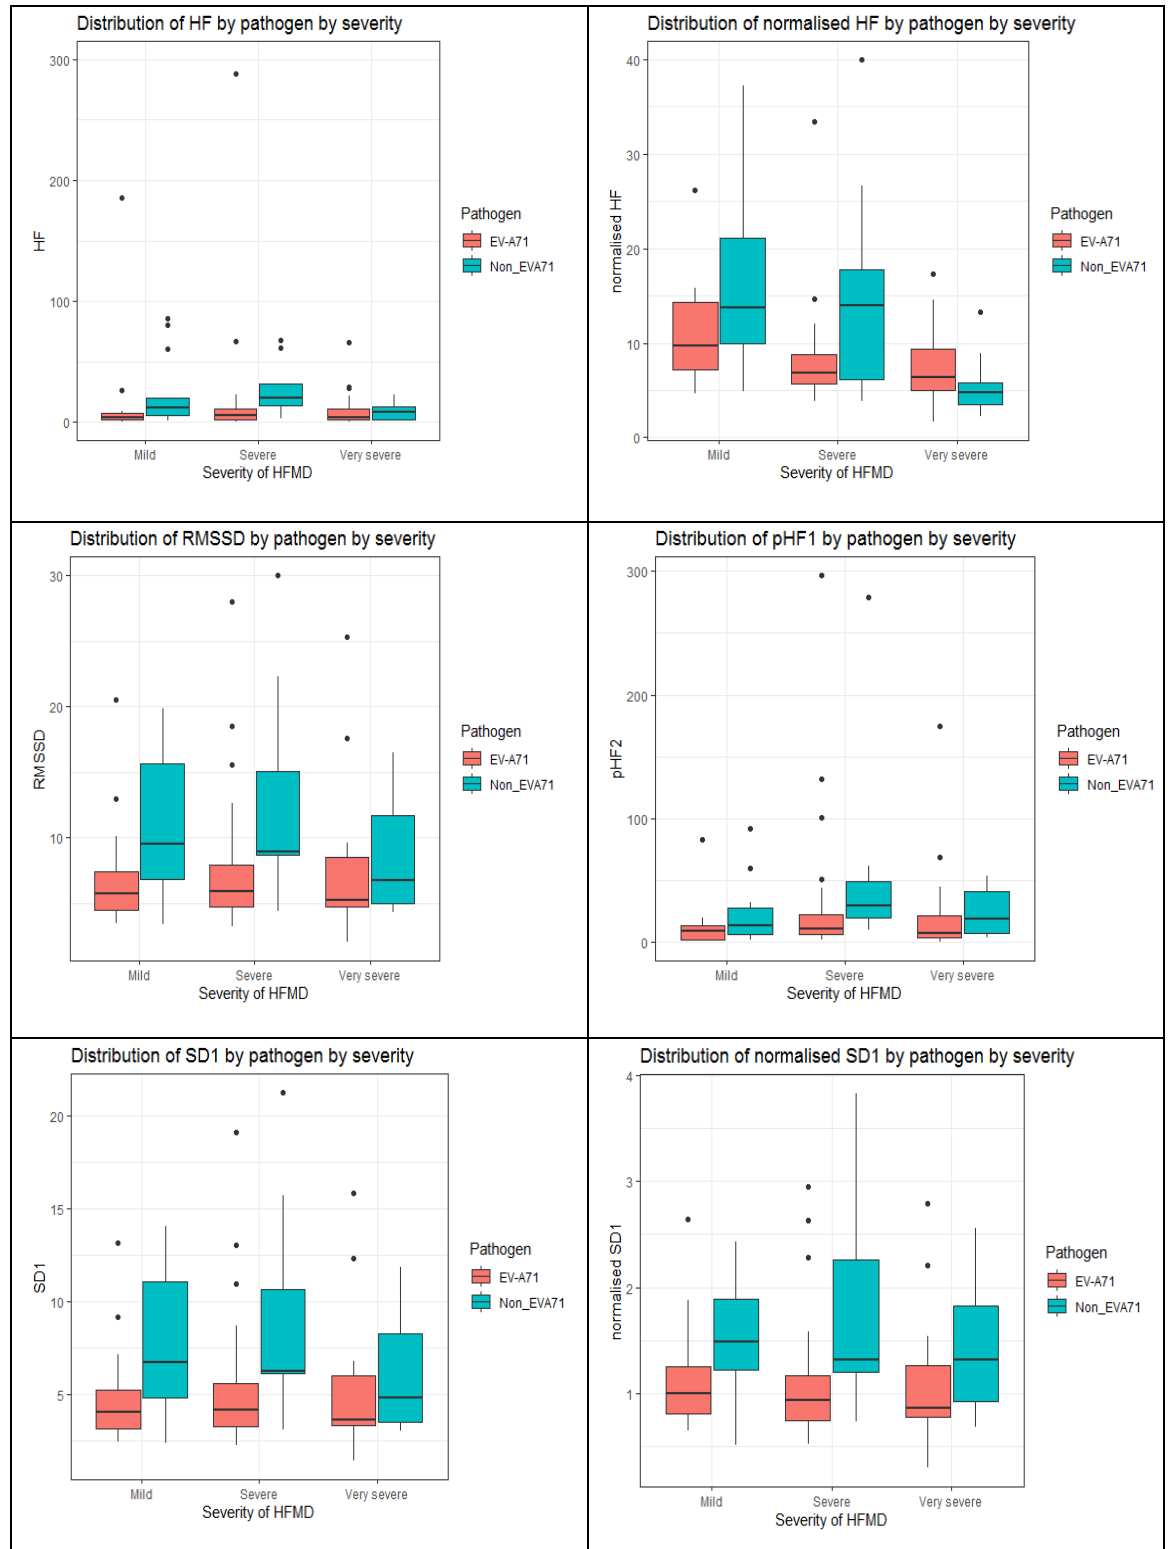 Distribution of HF by pathogen by severity
300
200
100
0
HF
Mild
Severe
Very severe
Severity of HFMD
Pathogen
EV-A71
Non_EVA71
Distribution of normalised HF by pathogen by severity
40
30
20
10
0
normalised HF
Mild
Severe
Very severe
Severity of HFMD
Pathogen
EV-A71
Non_EVA71
Distribution of RMSSD by pathogen by severity
30
20
10
RMSSD
Mild
Severe
Very severe
Severity of HFMD
Pathogen
EV-A71
Non_EVA71
Distribution of pHF1 by pathogen by severity
300
200
100
0
pHF2
Mild
Severe
Very severe
Severity of HFMD
Pathogen
EV-A71
Non_EVA71
Distribution of SD1 by pathogen by severity
20
15
10
5
SD1
Mild
Severe
Very severe
Severity of HFMD
Pathogen
EV-A71
Non_EVA71
Distribution of normalised SD1 by pathogen by severity
4
3
2
1
normalised SD1
Mild
Severe
Very severe
Severity of HFMD
Pathogen
EV-A71
Non_EVA71